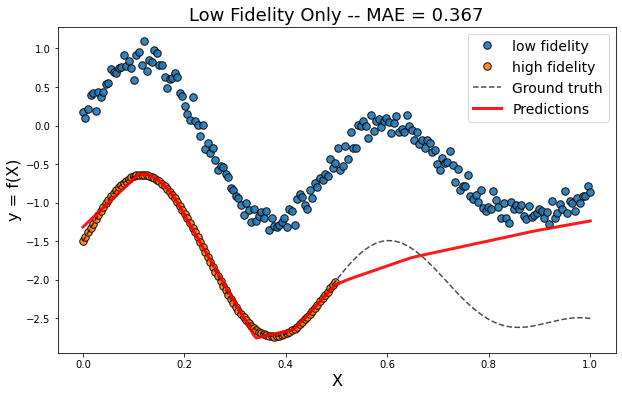 Low Fidelity Only -- MAE = 0.367
low fidelity
high fidelity
Ground truth
Predictions
y = f(X)
1.0
0.5
0.0
−0.5
−1.0
−1.5
−2.0
−2.5
0.0 0.2 0.4 0.6 0.8 1.0
X